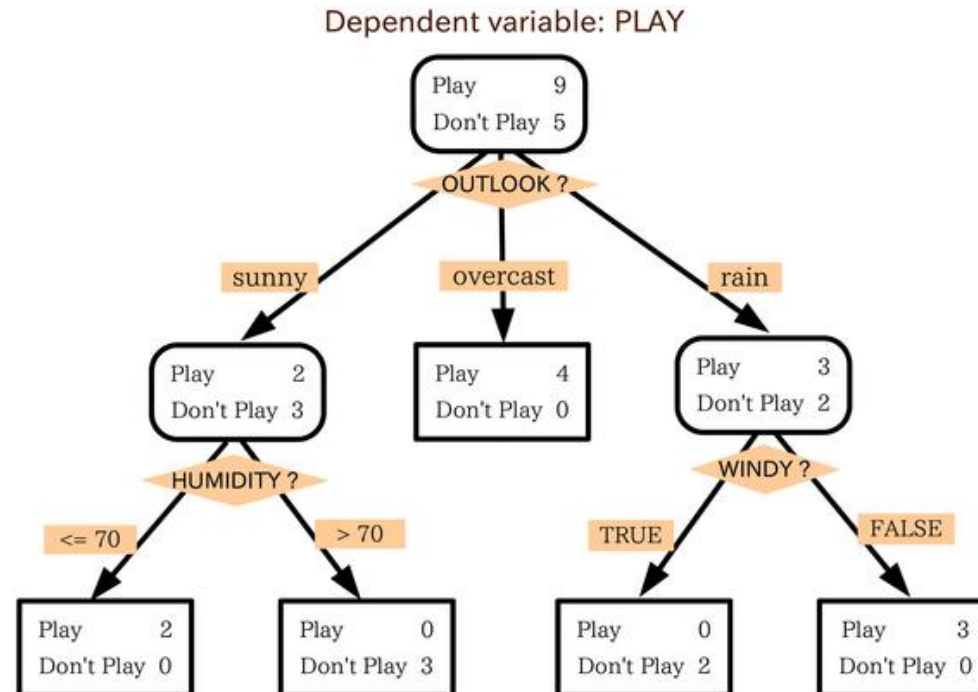 Dependent variable: PLAY
Play 9
Don't Play 5
OUTLOOK ?
sunny
overcast
rain
Play 2
Don't Play 3
Play 4
Don't Play 0
Play 3
Don't Play 2
HUMIDITY ?
WINDY ?
<= 70
> 70
TRUE
FALSE
Play 2
Don't Play 0
Play 0
Don't Play 3
Play 0
Don't Play 2
Play 3
Don't Play 0